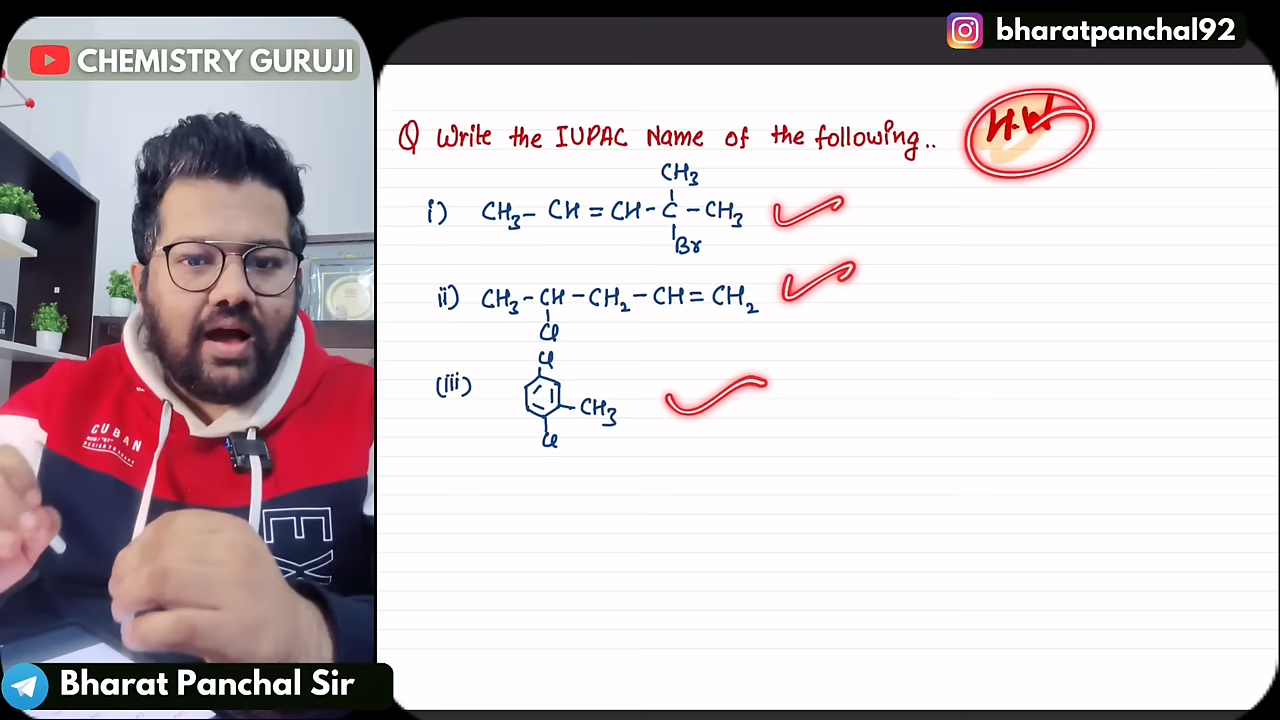 CHEMISTRY GURUJI
bharatpanchal92
H.W
Q Write the IUPAC Name of the following..
CH3
i) CH3- CH = CH - C - CH3
Br
ii) CH3 - CH - CH2 - CH = CH2
Cl
(iii)
Cl
CH3
Cl
CUBAN
EX
Bharat Panchal Sir